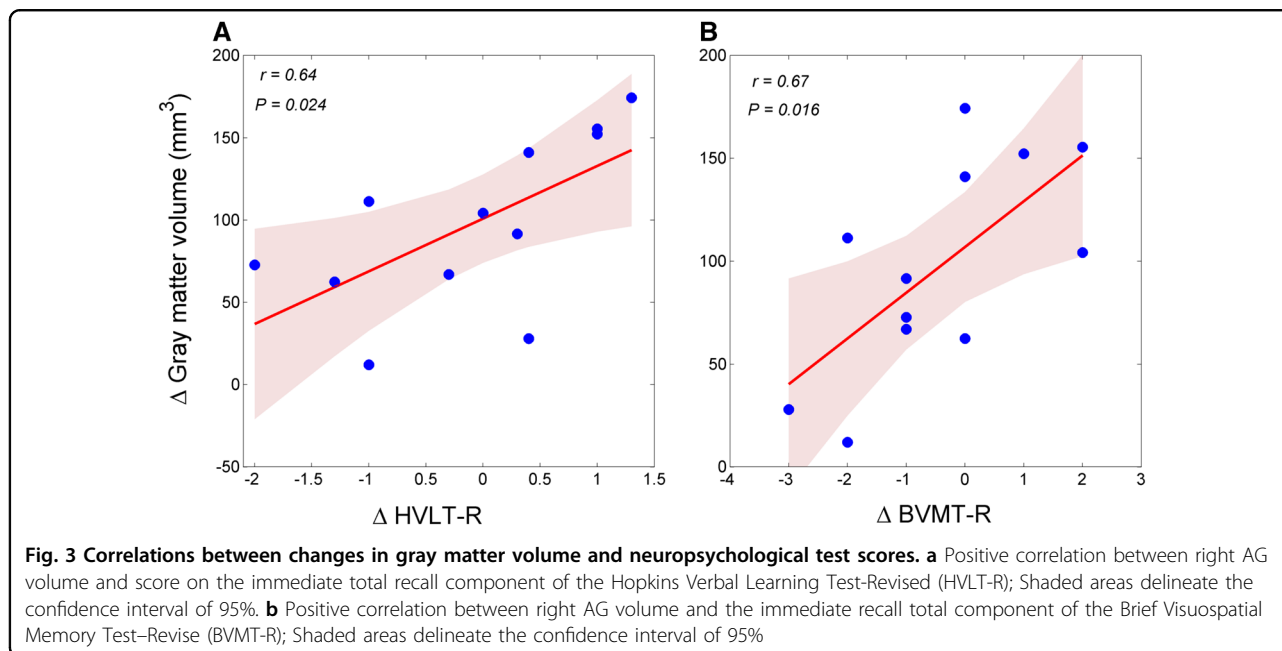 A
200
150
100
50
0
-50
-2
-1.5
-1
-0.5
0
0.5
1
1.5
r = 0.64
P = 0.024
Δ Gray matter volume (mm³)
Δ HVLT-R
B
200
150
100
50
0
-4
-3
-2
-1
0
1
2
3
r = 0.67
P = 0.016
Δ BVMT-R
Fig. 3 Correlations between changes in gray matter volume and neuropsychological test scores. a Positive correlation between right AG
volume and score on the immediate total recall component of the Hopkins Verbal Learning Test-Revised (HVLT-R); Shaded areas delineate the
confidence interval of 95%. b Positive correlation between right AG volume and the immediate recall total component of the Brief Visuospatial
Memory Test–Revise (BVMT-R); Shaded areas delineate the confidence interval of 95%